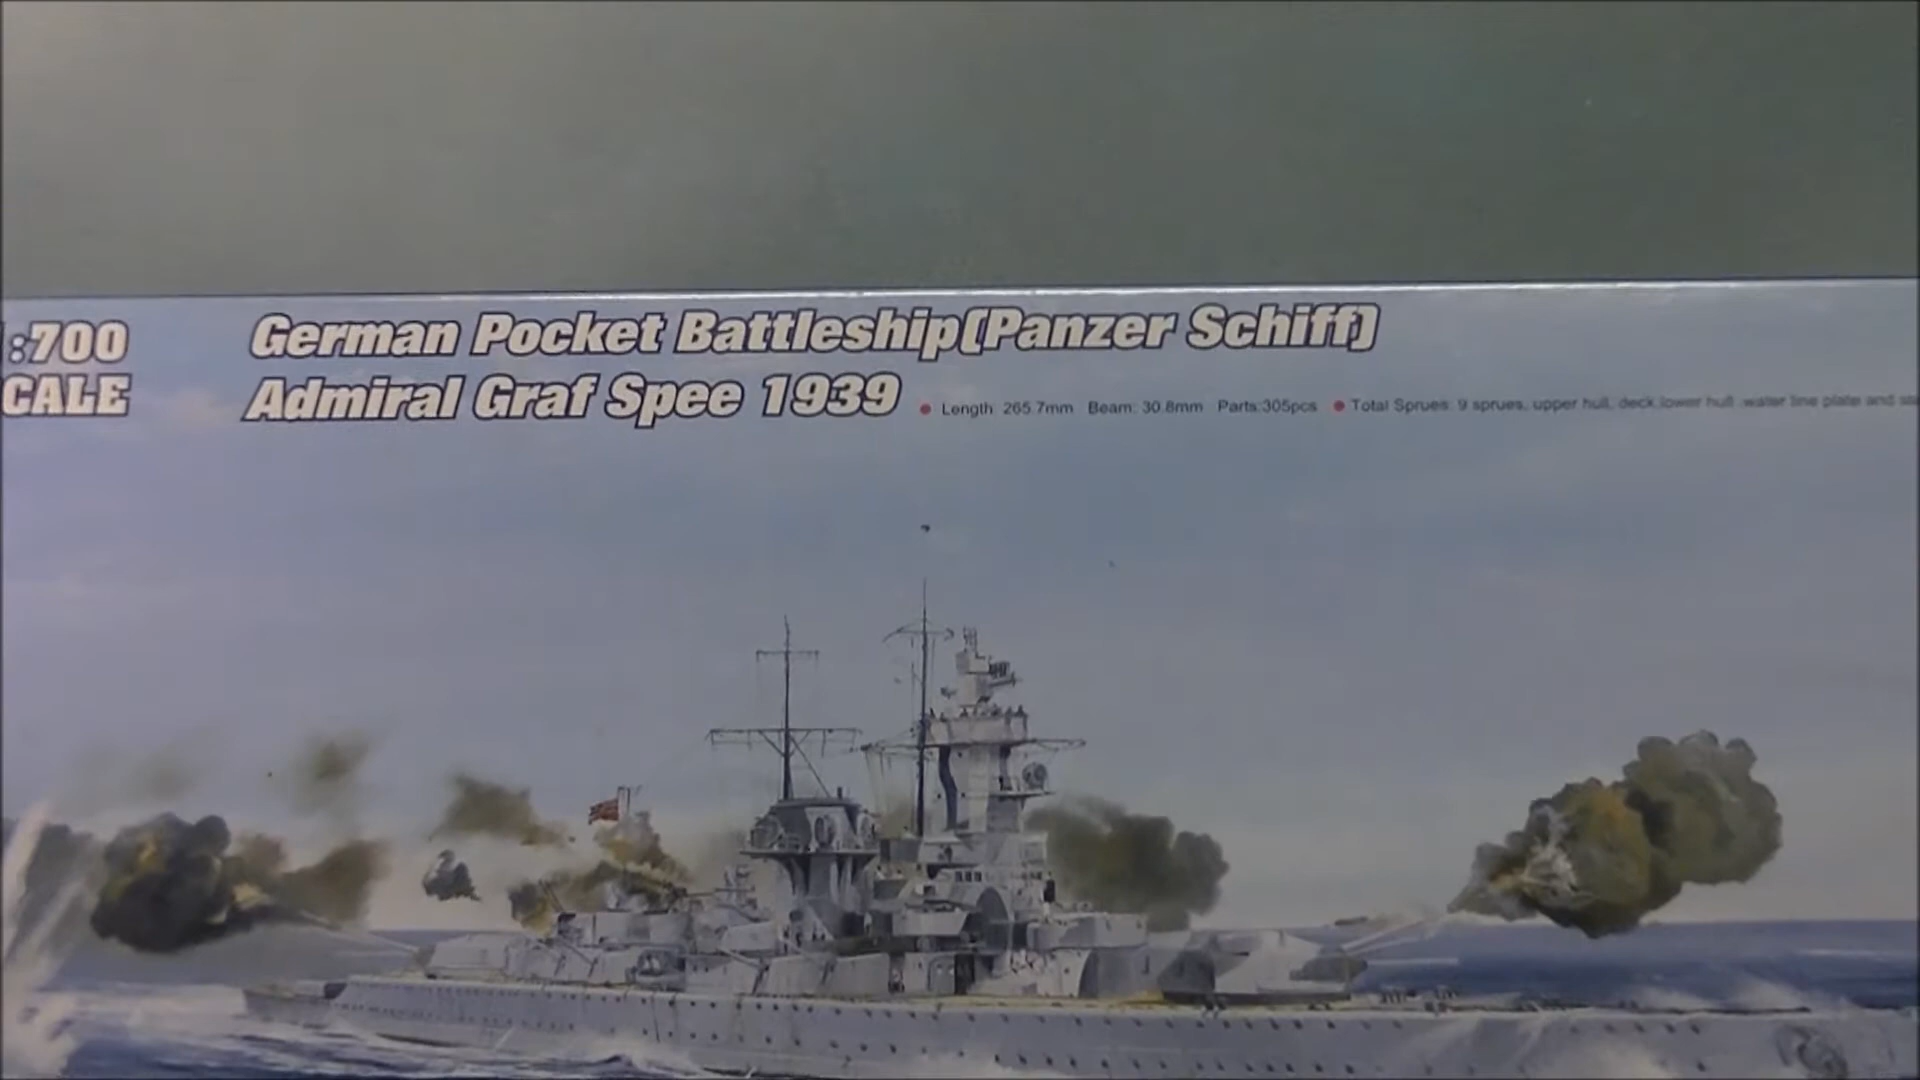 :700
CALE
German Pocket Battleship(Panzer Schiff)
Admiral Graf Spee 1939
Length: 265.7mm Beam: 30.8mm Parts:305pcs Total Sprues: 9 sprues, upper hull, deck,lower hull, water line plate and